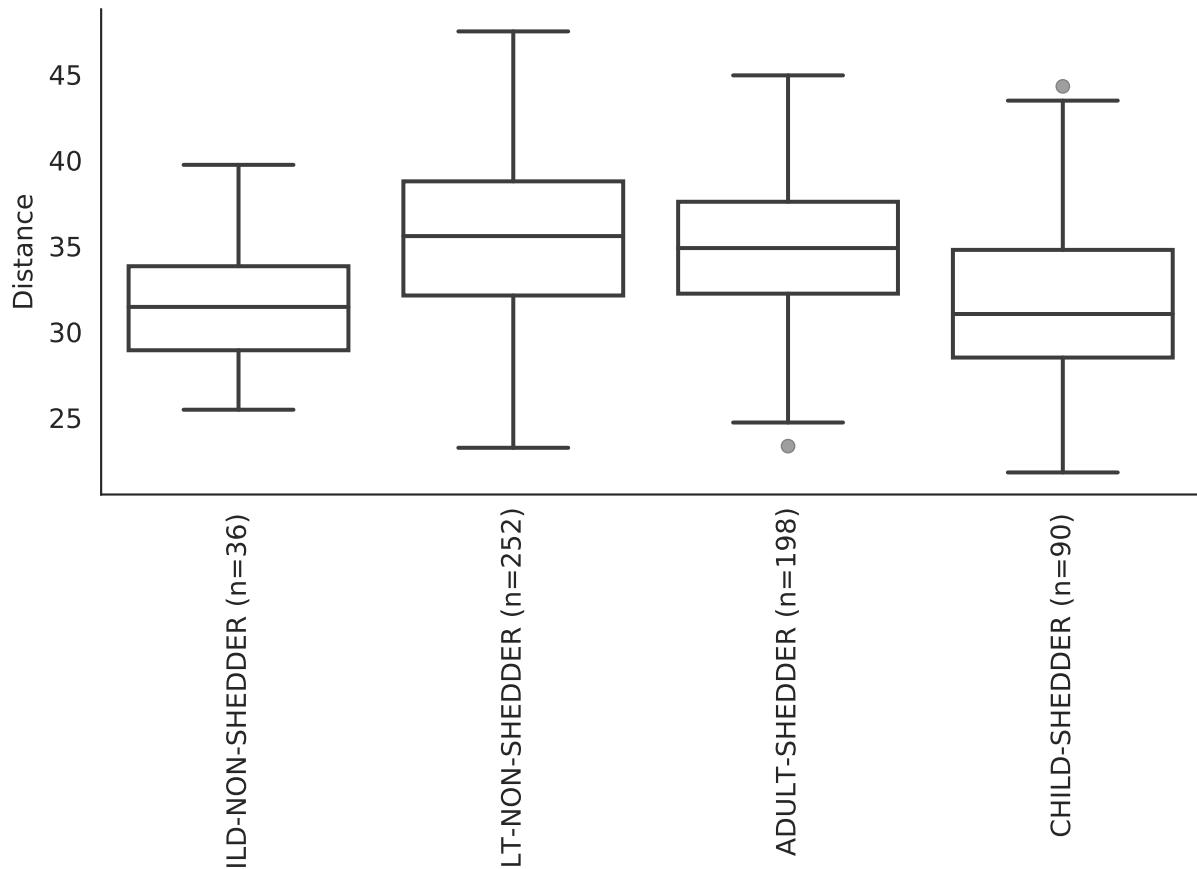 Distance
45
40
35
30
25
ILD-NON-SHEDDER (n=36)
LT-NON-SHEDDER (n=252)
ADULT-SHEDDER (n=198)
CHILD-SHEDDER (n=90)